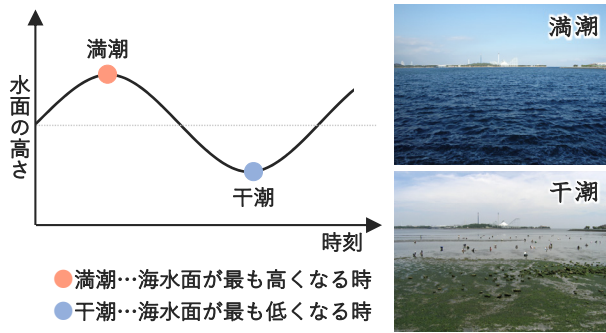 満潮
水面の高さ
干潮
時刻
満潮…海水面が最も高くなる時
干潮…海水面が最も低くなる時
満潮
干潮